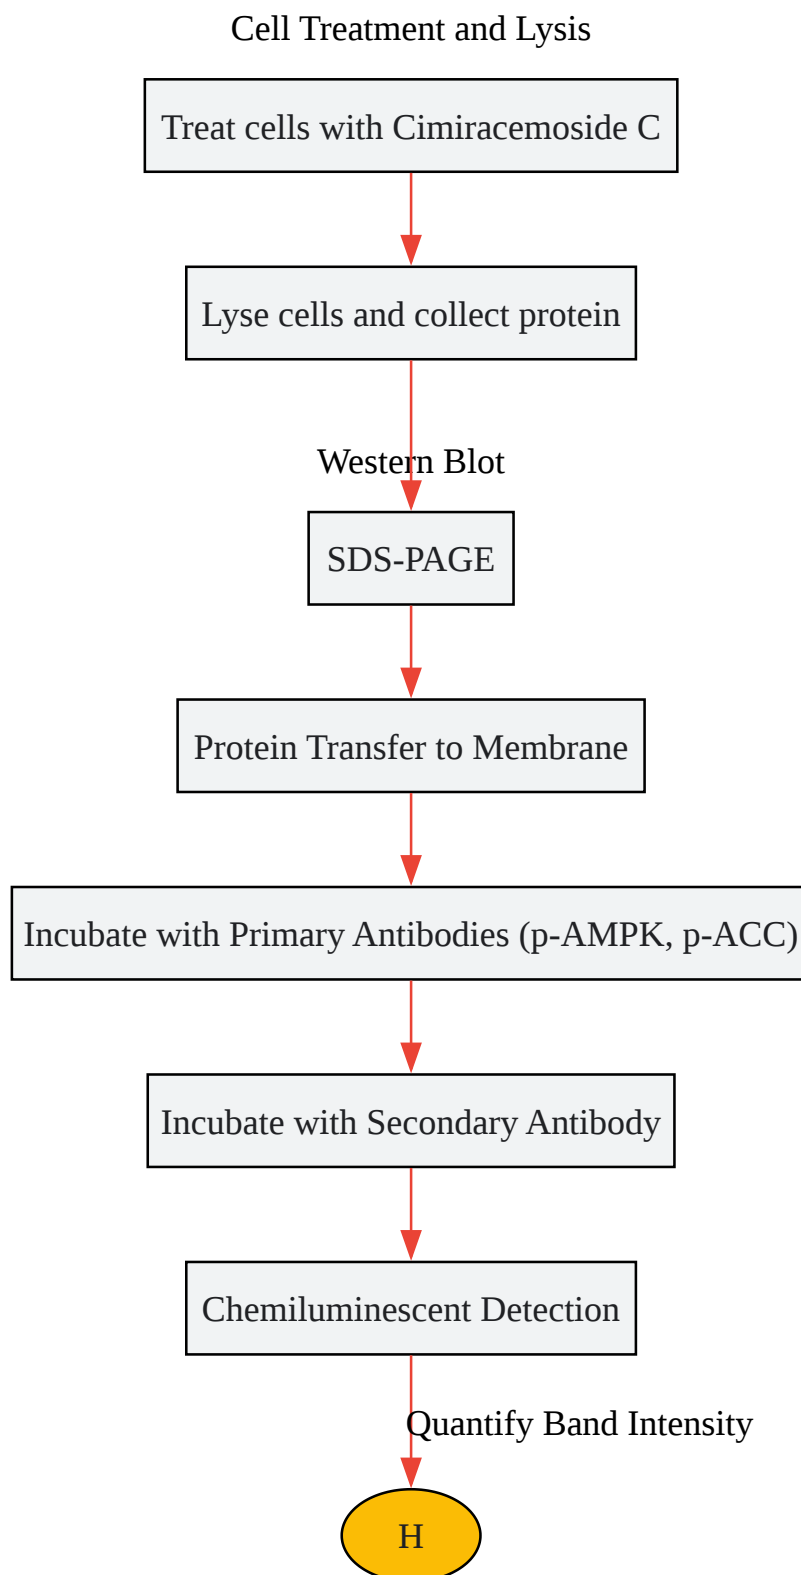 Cell Treatment and Lysis
Treat cells with Cimiracemoside C
Lyse cells and collect protein
Western Blot
SDS-PAGE
Protein Transfer to Membrane
Incubate with Primary Antibodies (p-AMPK, p-ACC)
Incubate with Secondary Antibody
Chemiluminescent Detection
Quantify Band Intensity
H